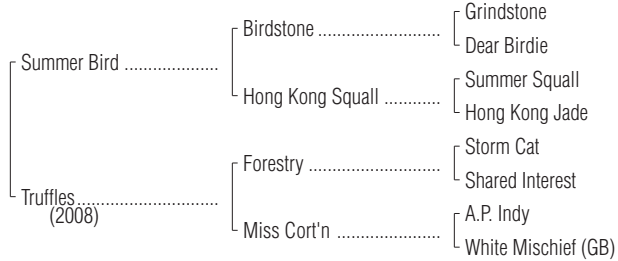 Grindstone
Birdstone ..............................
Dear Birdie
Summer Bird .......................
Summer Squall
Hong Kong Squall .............
Hong Kong Jade
Storm Cat
Forestry ................................
Shared Interest
Truffles...................................
(2008)
A.P. Indy
Miss Cort'n .........................
White Mischief (GB)